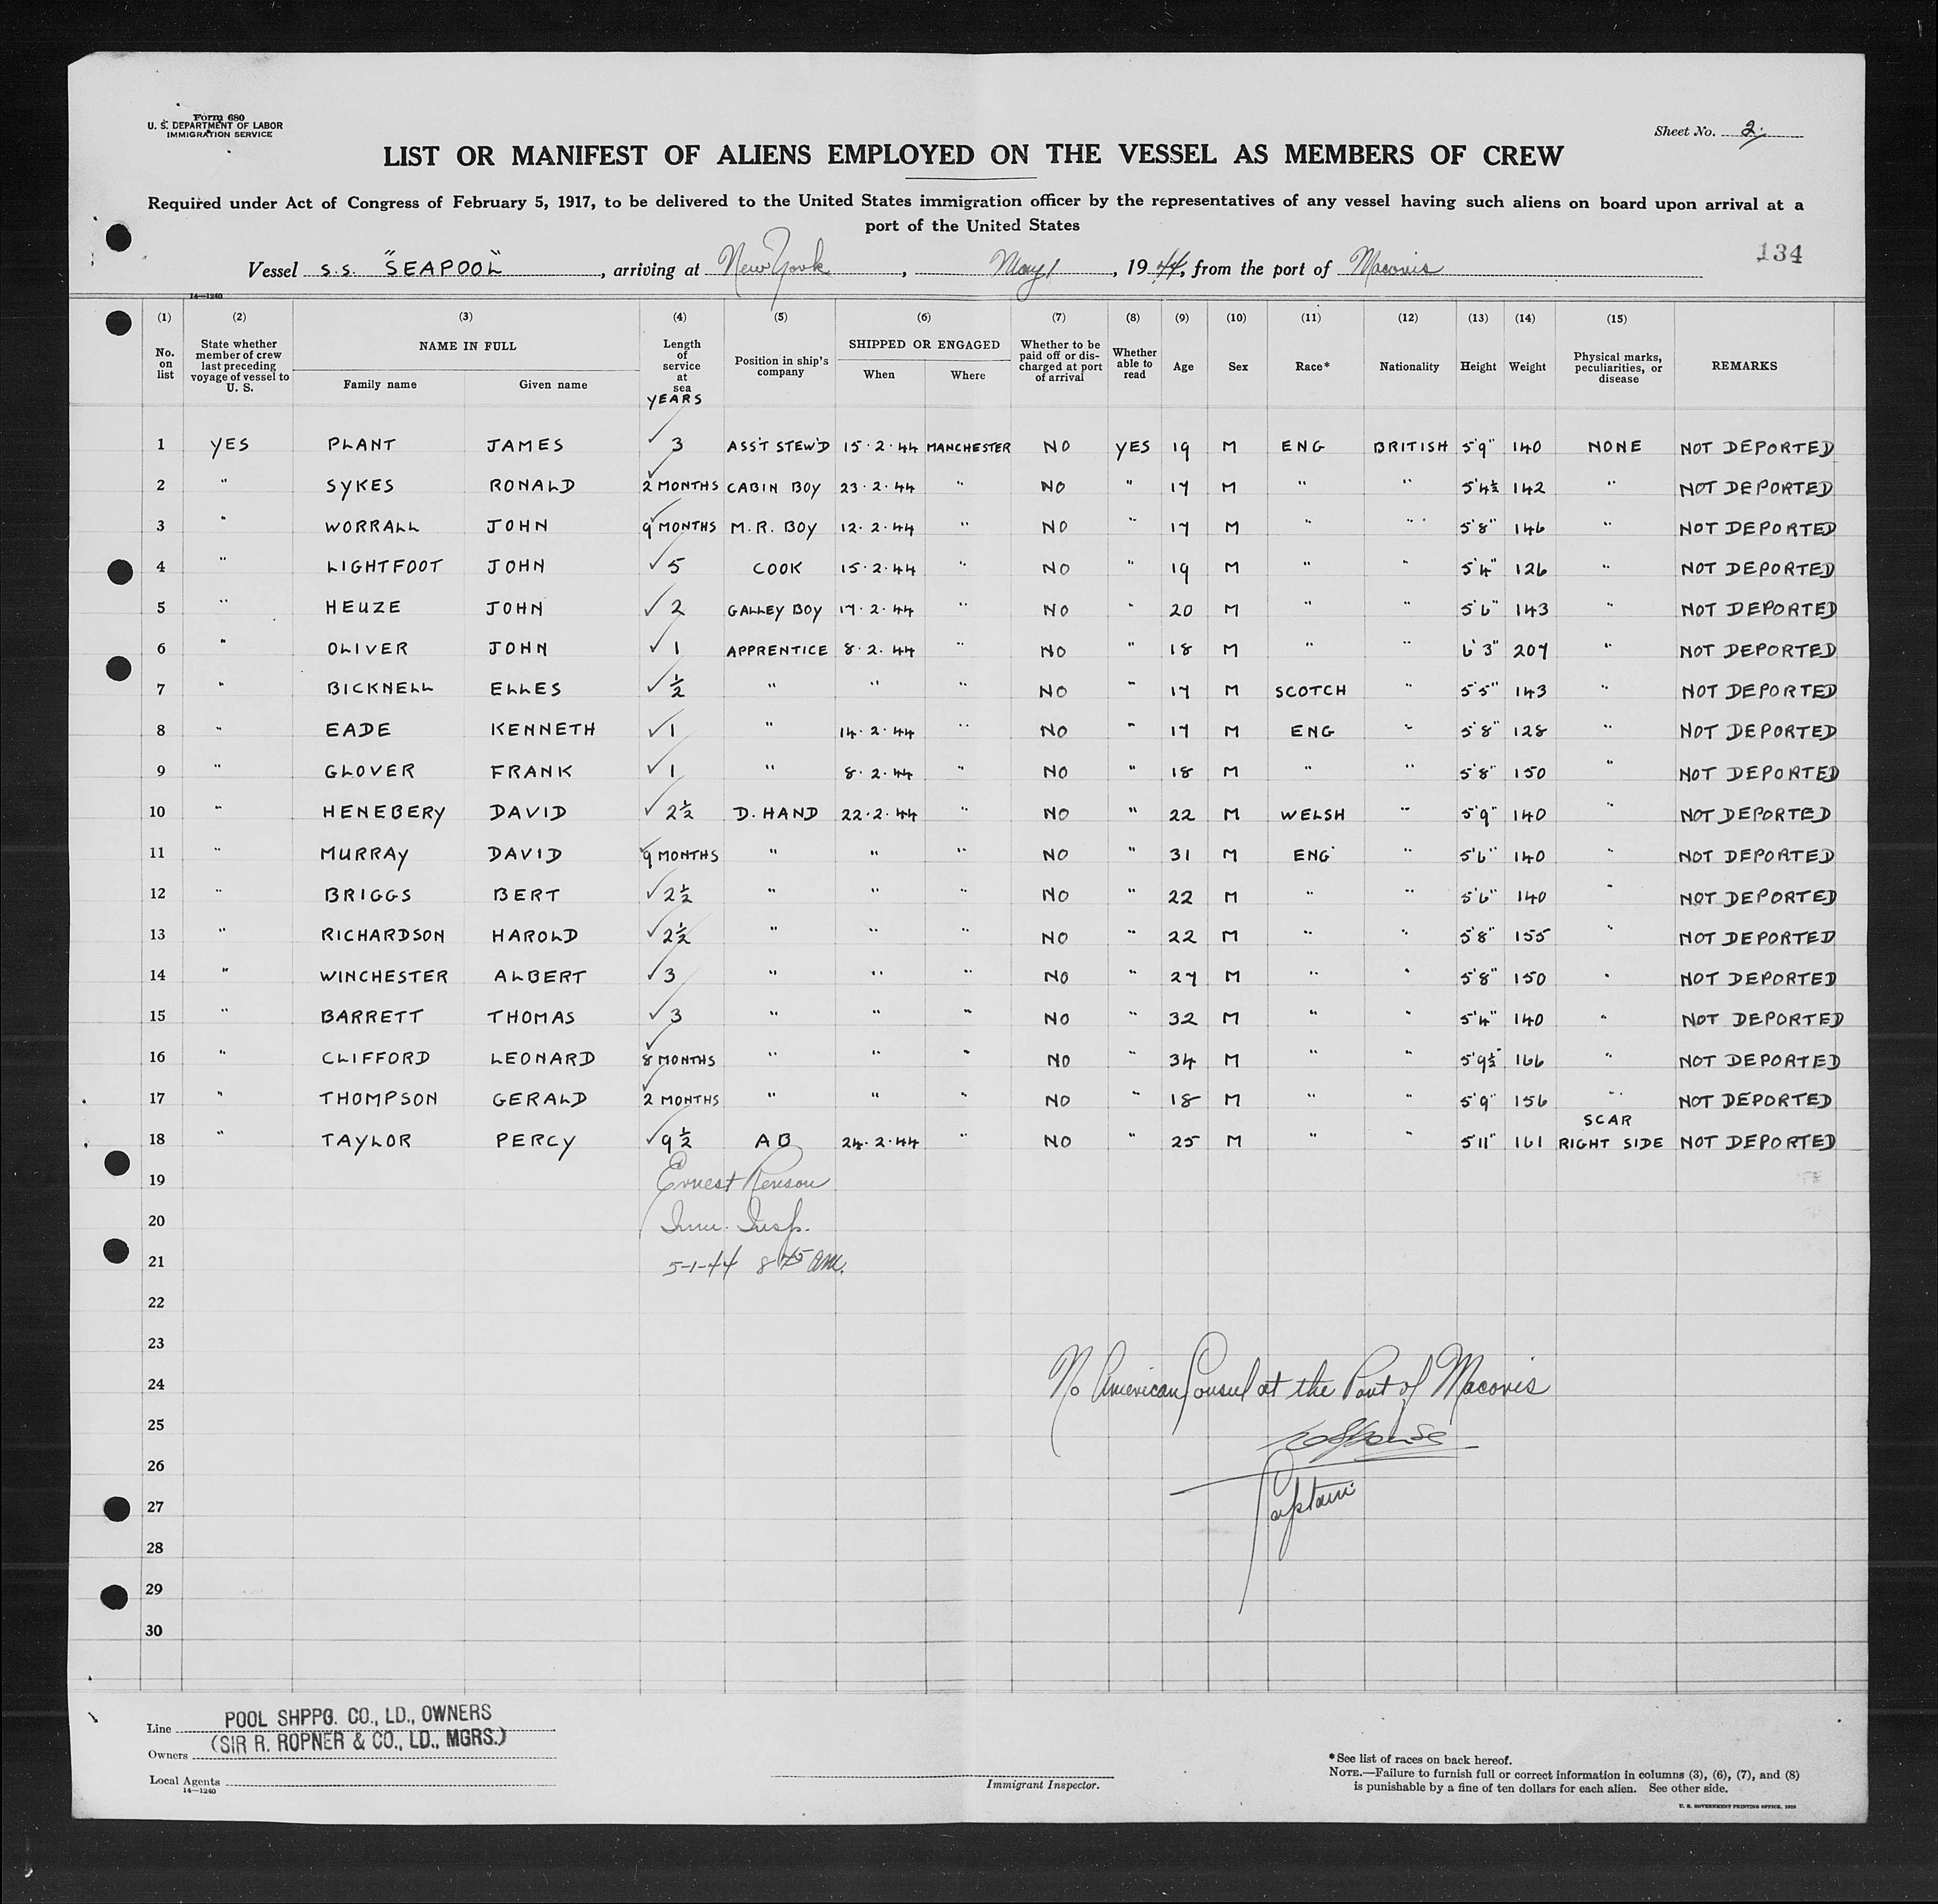 Form 680
U. S. DEPARTMENT OF LABOR
IMMIGRATION SERVICE
Sheet No. 2.
LIST OR MANIFEST OF ALIENS EMPLOYED ON THE VESSEL AS MEMBERS OF CREW
Required under Act of Congress of February 5, 1917, to be delivered to the United States immigration officer by the representatives of any vessel having such aliens on board upon arrival at a
port of the United States
Vessel S.S. "SEAPOOL", arriving at New York, May 1, 1944, from the port of Macoris
134
14—1240
(1) (2) (3) (4) (5) (6) (7) (8) (9) (10) (11) (12) (13) (14) (15)
No. on list State whether member of crew last preceding voyage of vessel to U. S. NAME IN FULL Family name Given name Length of service at sea YEARS Position in ship's company SHIPPED OR ENGAGED When Where Whether to be paid off or discharged at port of arrival Whether able to read Age Sex Race* Nationality Height Weight Physical marks, peculiarities, or disease REMARKS
1 YES PLANT JAMES ✓ 3 ASS'T STEW'D 15·2·44 MANCHESTER NO YES 19 M ENG BRITISH 5'9" 140 NONE NOT DEPORTED
2 " SYKES RONALD ✓ 2 MONTHS CABIN BOY 23·2·44 " NO " 17 M " " 5'4½ 142 " NOT DEPORTED
3 " WORRALL JOHN ✓ 9 MONTHS M.R. BOY 12·2·44 " NO " 17 M " " 5'8" 146 " NOT DEPORTED
4 " LIGHTFOOT JOHN ✓ 5 COOK 15·2·44 " NO " 19 M " " 5'4" 126 " NOT DEPORTED
5 " HEUZE JOHN ✓ 2 GALLEY BOY 17·2·44 " NO " 20 M " " 5'6" 143 " NOT DEPORTED
6 " OLIVER JOHN ✓ 1 APPRENTICE 8·2·44 " NO " 18 M " " 6'3" 207 " NOT DEPORTED
7 " BICKNELL ELLES ✓ ½ " " " NO " 17 M SCOTCH " 5'5" 143 " NOT DEPORTED
8 " EADE KENNETH ✓ 1 " 14·2·44 " NO " 17 M ENG " 5'8" 128 " NOT DEPORTED
9 " GLOVER FRANK ✓ 1 " 8·2·44 " NO " 18 M " " 5'8" 150 " NOT DEPORTED
10 " HENEBERY DAVID ✓ 2½ D. HAND 22·2·44 " NO " 22 M WELSH " 5'9" 140 " NOT DEPORTED
11 " MURRAY DAVID ✓ 9 MONTHS " " " NO " 31 M ENG " 5'6" 140 " NOT DEPORTED
12 " BRIGGS BERT ✓ 2½ " " " NO " 22 M " " 5'6" 140 " NOT DEPORTED
13 " RICHARDSON HAROLD ✓ 2½ " " " NO " 22 M " " 5'8" 155 " NOT DEPORTED
14 " WINCHESTER ALBERT ✓ 3 " " " NO " 27 M " " 5'8" 150 " NOT DEPORTED
15 " BARRETT THOMAS ✓ 3 " " " NO " 32 M " " 5'4" 140 " NOT DEPORTED
16 " CLIFFORD LEONARD ✓ 8 MONTHS " " " NO " 34 M " " 5'9½" 166 " NOT DEPORTED
17 " THOMPSON GERALD ✓ 2 MONTHS " " " NO " 18 M " " 5'9" 156 " NOT DEPORTED
18 " TAYLOR PERCY ✓ 9½ AB 24·2·44 " NO " 25 M " " 5'11" 161 SCAR RIGHT SIDE NOT DEPORTED
19 Ernest Renson
20 Imm. Insp.
21 5-1-44 8 45 AM.
22
23
24 No American Consul at the Port of Macoris
25
26
27 Captain
28
29
30
Line POOL SHPPG. CO., LD., OWNERS
Owners (SIR R. ROPNER & CO., LD., MGRS.)
Local Agents
14—1240
Immigrant Inspector.
*See list of races on back hereof.
NOTE.—Failure to furnish full or correct information in columns (3), (6), (7), and (8)
is punishable by a fine of ten dollars for each alien. See other side.